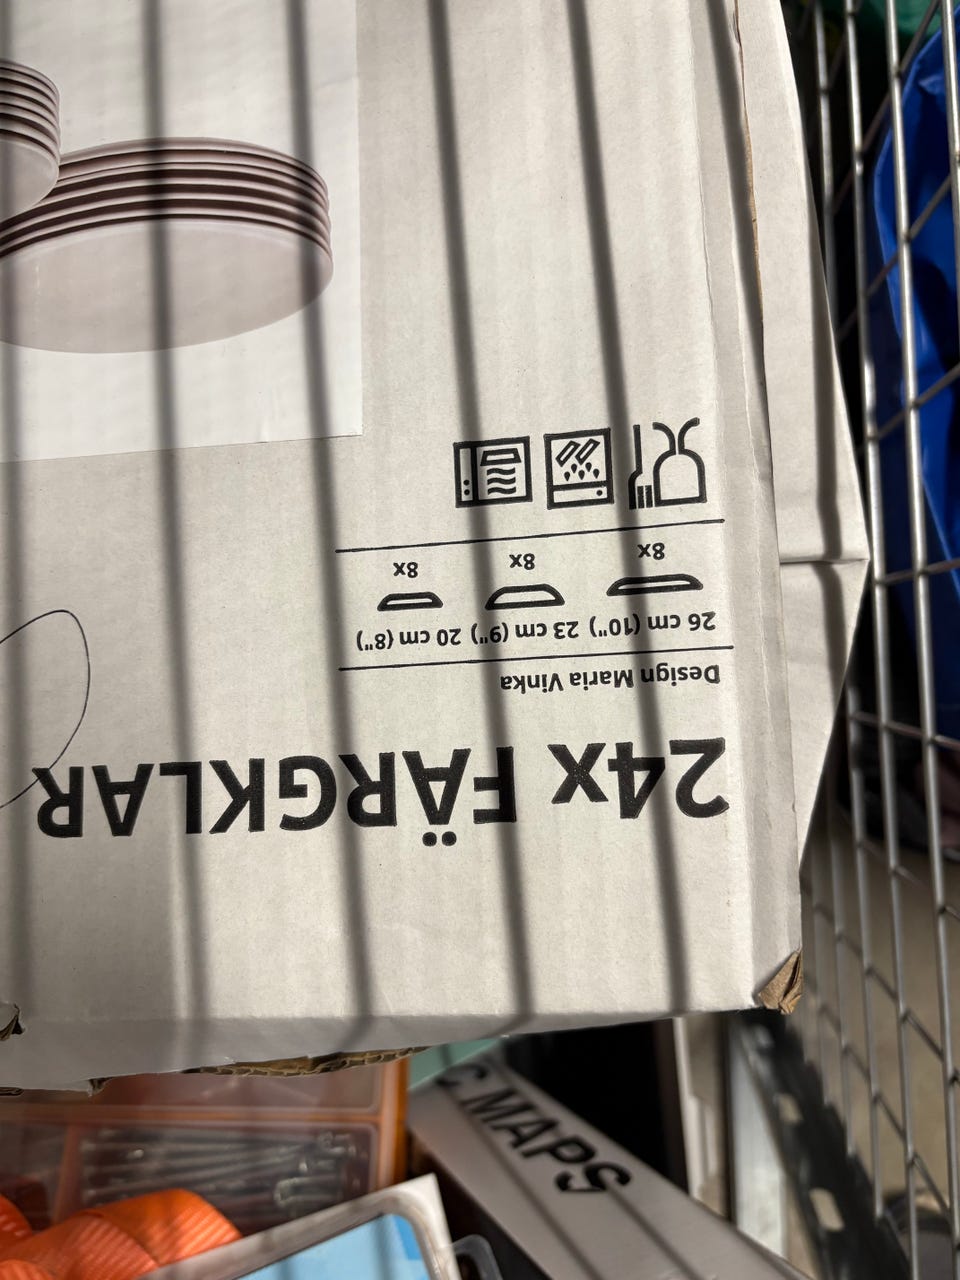 24x FÄRGKLAR
Design Maria Vinka
26 cm (10") 23 cm (9") 20 cm (8")
8x 8x 8x
C MAPS